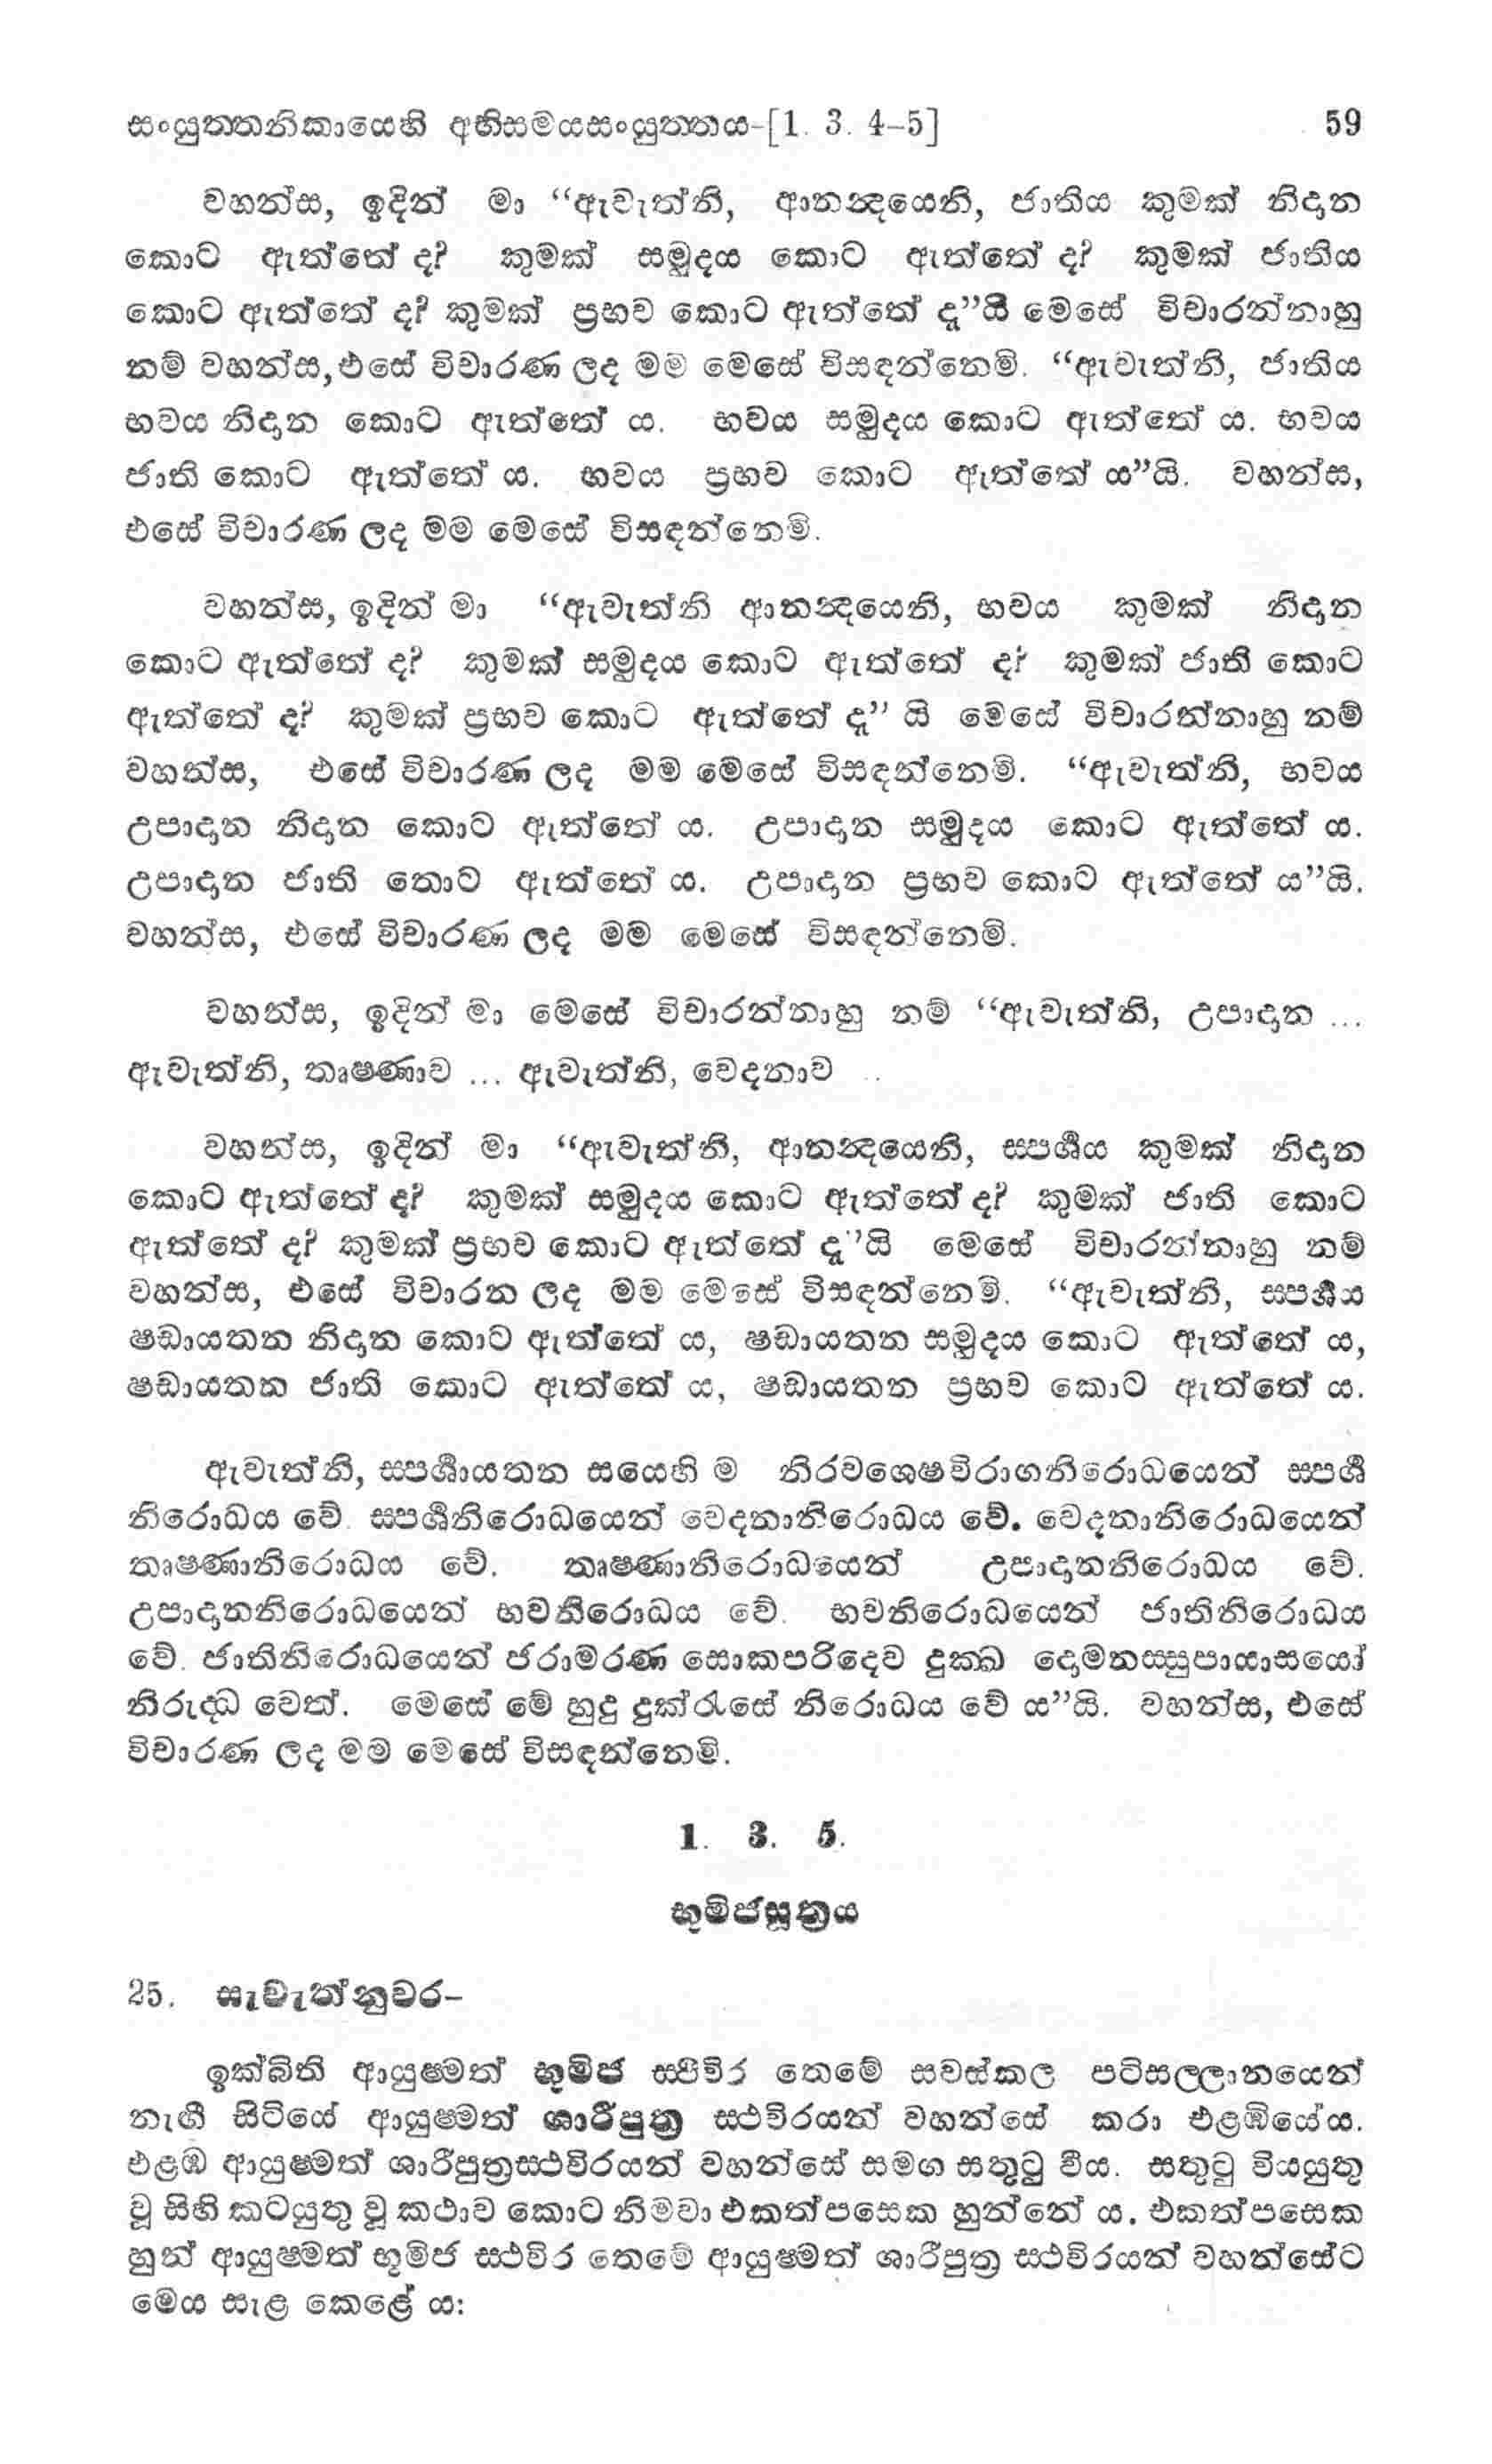 සංයුත්තනිකායෙහි අභිසමයසංයුත්තය-[1. 3. 4-5] 59
වහන්ස, ඉදින් මා “ඇවැත්නි, ආනන්දයෙනි, ජාතිය කුමක් නිදාන
කොට ඇත්තේ ද? කුමක් සමුදය කොට ඇත්තේ ද? කුමක් ජාතිය
කොට ඇත්තේ ද? කුමක් ප්‍රභව කොට ඇත්තේ දැ”යි මෙසේ විචාරන්නාහු
නම් වහන්ස, එසේ විචාරණ ලද මම මෙසේ විසඳන්නෙමි. “ඇවැත්නි, ජාතිය
භවය නිදාන කොට ඇත්තේ ය. භවය සමුදය කොට ඇත්තේ ය. භවය
ජාති කොට ඇත්තේ ය. භවය ප්‍රභව කොට ඇත්තේ ය”යි. වහන්ස,
එසේ විචාරණ ලද මම මෙසේ විසඳන්නෙමි.
වහන්ස, ඉදින් මා “ඇවැත්නි ආනන්දයෙනි, භවය කුමක් නිදාන
කොට ඇත්තේ ද? කුමක් සමුදය කොට ඇත්තේ ද? කුමක් ජාති කොට
ඇත්තේ ද? කුමක් ප්‍රභව කොට ඇත්තේ දැ” යි මෙසේ විචාරන්නාහු නම්
වහන්ස, එසේ විචාරණ ලද මම මෙසේ විසඳන්නෙමි. “ඇවැත්නි, භවය
උපාදාන නිදාන කොට ඇත්තේ ය. උපාදාන සමුදය කොට ඇත්තේ ය.
උපාදාන ජාති කොට ඇත්තේ ය. උපාදාන ප්‍රභව කොට ඇත්තේ ය”යි.
වහන්ස, එසේ විචාරණ ලද මම මෙසේ විසඳන්නෙමි.
වහන්ස, ඉදින් මා මෙසේ විචාරන්නාහු නම් “ඇවැත්නි, උපාදාන ...
ඇවැත්නි, තෘෂ්ණාව ... ඇවැත්නි, වෙදනාව ..
වහන්ස, ඉදින් මා “ඇවැත්නි, ආනන්දයෙනි, ස්පර්‍ශය කුමක් නිදාන
කොට ඇත්තේ ද? කුමක් සමුදය කොට ඇත්තේ ද? කුමක් ජාති කොට
ඇත්තේ ද? කුමක් ප්‍රභව කොට ඇත්තේ දැ”යි මෙසේ විචාරන්නාහු නම්
වහන්ස, එසේ විචාරන ලද මම මෙසේ විසඳන්නෙමි. “ඇවැත්නි, ස්පර්‍ශය
ෂඩායතන නිදාන කොට ඇත්තේ ය, ෂඩායතන සමුදය කොට ඇත්තේ ය,
ෂඩායතන ජාති කොට ඇත්තේ ය, ෂඩායතන ප්‍රභව කොට ඇත්තේ ය.
ඇවැත්නි, ස්පර්‍ශායතන සයෙහි ම නිරවශෙෂවිරාගනිරොධයෙන් ස්පර්‍ශ
නිරොධය වේ. ස්පර්‍ශනිරොධයෙන් වෙදනානිරොධය වේ. වෙදනානිරොධයෙන්
තෘෂ්ණානිරොධය වේ. තෘෂ්ණානිරොධයෙන් උපාදානනිරොධය වේ.
උපාදානනිරොධයෙන් භවනිරොධය වේ. භවනිරොධයෙන් ජාතිනිරොධය
වේ. ජාතිනිරොධයෙන් ජරාමරණ සොකපරිදෙව දුක්ඛ දොමනස්සුපායාසයෝ
නිරුද්ධ වෙත්. මෙසේ මේ හුදු දුක්රැසේ නිරොධය වේ ය”යි. වහන්ස, එසේ
විචාරණ ලද මම මෙසේ විසඳන්නෙමි.
1. 3. 5.
භූමිජසූත්‍රය
25. සැවැත්නුවර–
ඉක්බිති ආයුෂ්මත් භූමිජ ස්ථවිර තෙමේ සවස්කල පටිසල්ලානයෙන්
නැඟී සිටියේ ආයුෂ්මත් ශාරීපුත්‍ර ස්ථවිරයන් වහන්සේ කරා එළඹියේය.
එළඹ ආයුෂ්මත් ශාරීපුත්‍රස්ථවිරයන් වහන්සේ සමග සතුටු වීය. සතුටු වියයුතු
වූ සිහි කටයුතු වූ කථාව කොට නිමවා එකත්පසෙක හුන්නේ ය. එකත්පසෙක
හුන් ආයුෂ්මත් භූමිජ ස්ථවිර තෙමේ ආයුෂ්මත් ශාරීපුත්‍ර ස්ථවිරයන් වහන්සේට
මෙය සැළ කෙළේ ය: